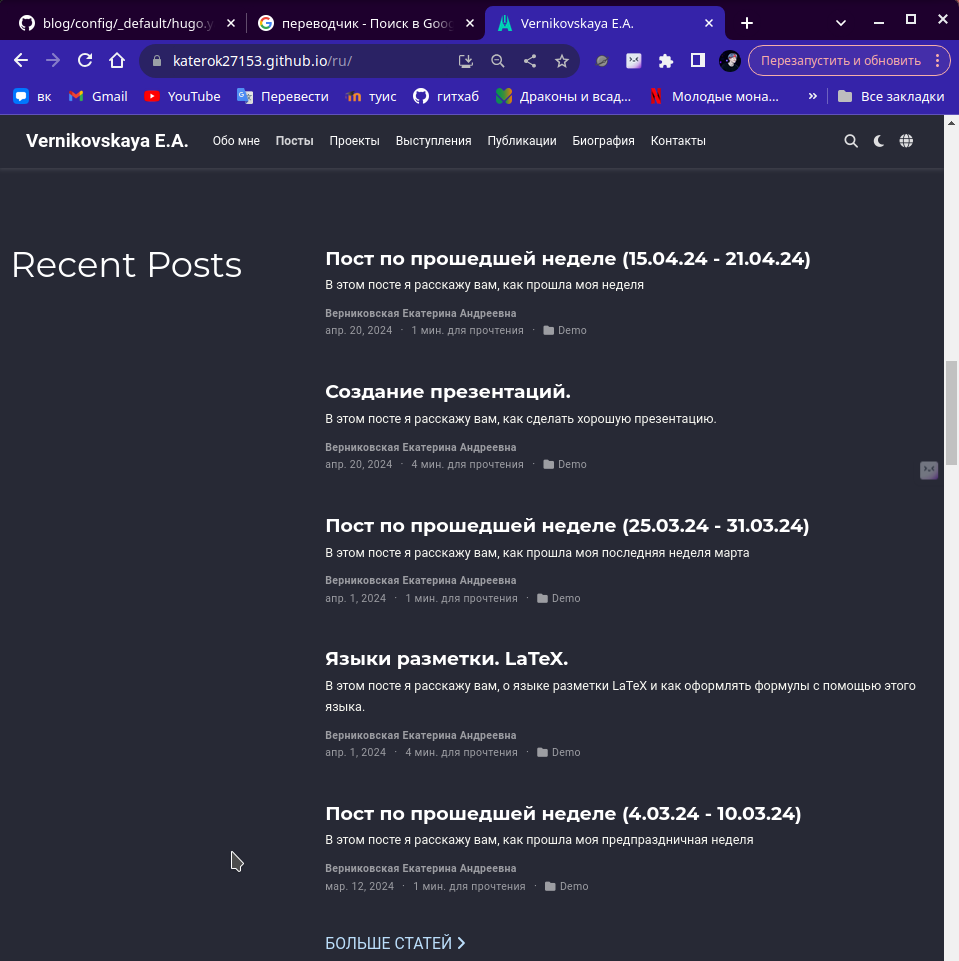 blog/config/_default/hugo.y
переводчик - Поиск в Goo
Vernikovskaya E.A.
katerok27153.github.io/ru/
Перезапустить и обновить
вк
Gmail
YouTube
Перевести
туис
гитхаб
Драконы и всад...
Молодые мона...
»
Все закладки
Vernikovskaya E.A.
Обо мне
Посты
Проекты
Выступления
Публикации
Биография
Контакты
Recent Posts
Пост по прошедшей неделе (15.04.24 - 21.04.24)
В этом посте я расскажу вам, как прошла моя неделя
Верниковская Екатерина Андреевна
апр. 20, 2024 · 1 мин. для прочтения · Demo
Создание презентаций.
В этом посте я расскажу вам, как сделать хорошую презентацию.
Верниковская Екатерина Андреевна
апр. 20, 2024 · 4 мин. для прочтения · Demo
Пост по прошедшей неделе (25.03.24 - 31.03.24)
В этом посте я расскажу вам, как прошла моя последняя неделя марта
Верниковская Екатерина Андреевна
апр. 1, 2024 · 1 мин. для прочтения · Demo
Языки разметки. LaTeX.
В этом посте я расскажу вам, о языке разметки LaTeX и как оформлять формулы с помощью этого
языка.
Верниковская Екатерина Андреевна
апр. 1, 2024 · 4 мин. для прочтения · Demo
Пост по прошедшей неделе (4.03.24 - 10.03.24)
В этом посте я расскажу вам, как прошла моя предпраздничная неделя
Верниковская Екатерина Андреевна
мар. 12, 2024 · 1 мин. для прочтения · Demo
БОЛЬШЕ СТАТЕЙ